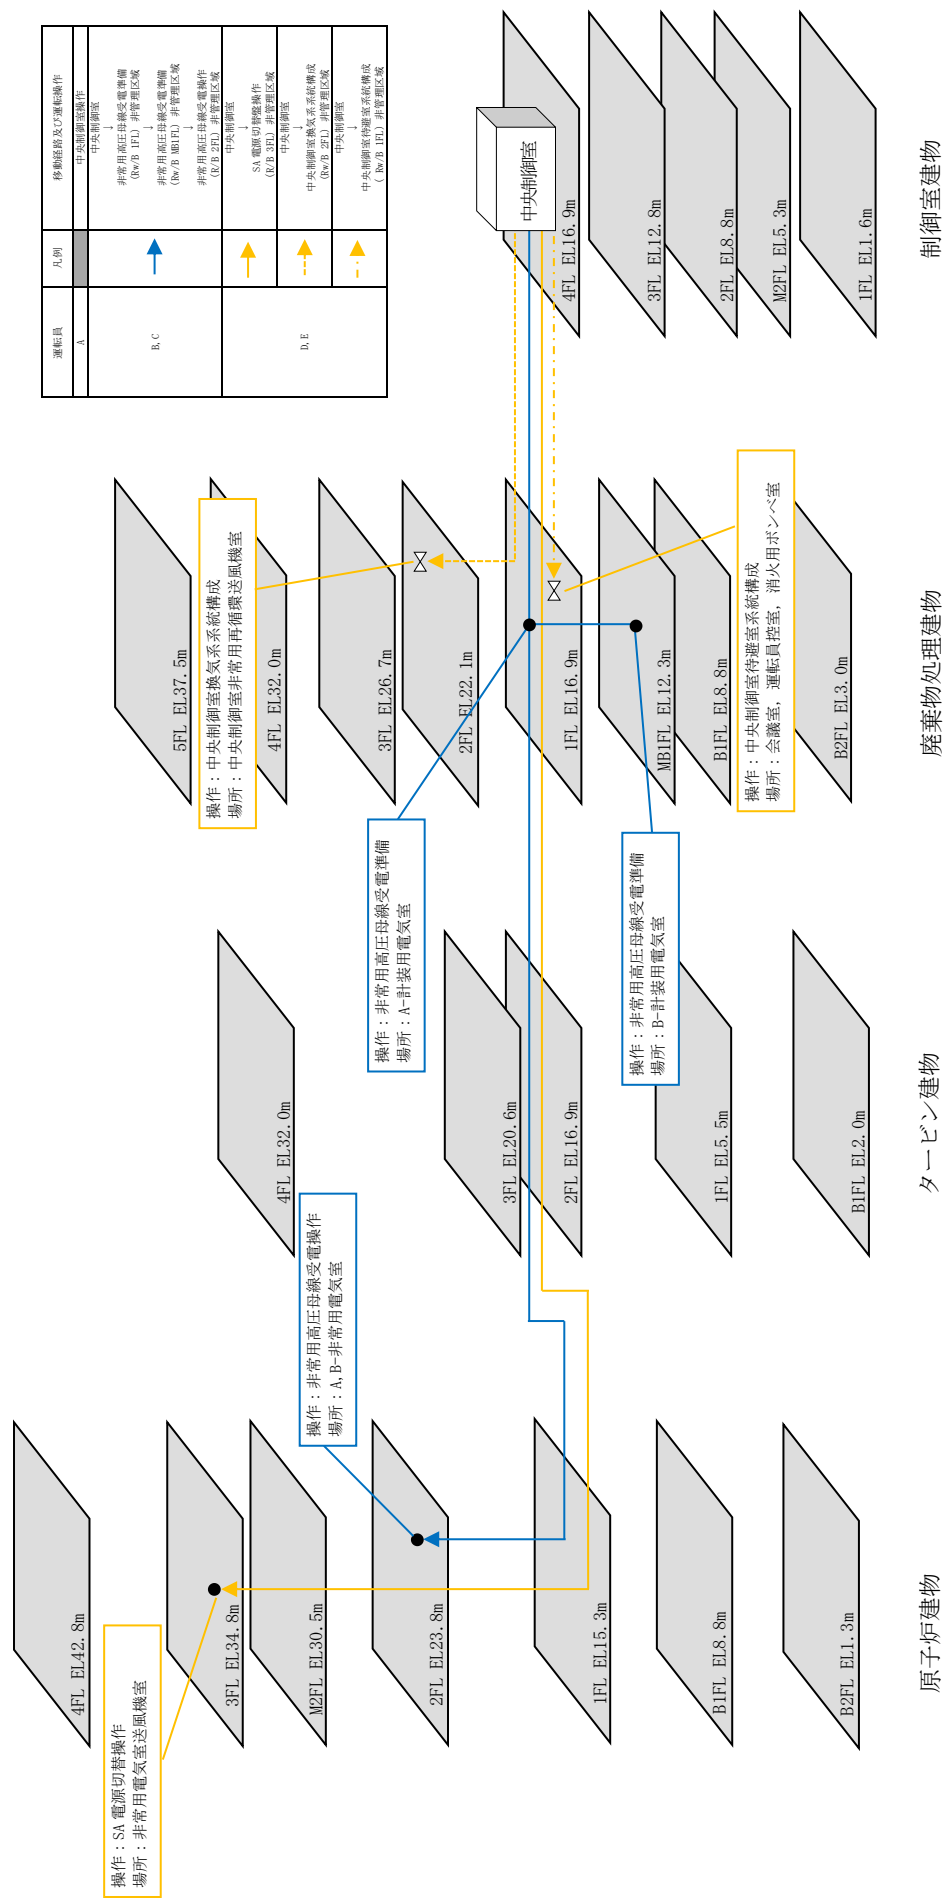 運転員
凡例
移動経路及び運転操作
A
中央制御室操作
B,C
中央制御室
↓
非常用高圧母線受電準備
(Rw/B 1FL) 非管理区域
↓
非常用高圧母線受電準備
(Rw/B MB1FL) 非管理区域
↓
非常用高圧母線受電操作
(R/B 2FL) 非管理区域
D,E
中央制御室
↓
SA電源切替盤操作
(R/B 3FL) 非管理区域
中央制御室
↓
中央制御室換気系系統構成
(Rw/B 2FL) 非管理区域
中央制御室
↓
中央制御室待避室系統構成
( Rw/B 1FL) 非管理区域
4FL EL42.8m
3FL EL34.8m
M2FL EL30.5m
2FL EL23.8m
1FL EL15.3m
B1FL EL8.8m
B2FL EL1.3m
原子炉建物
操作：SA電源切替操作
場所：非常用電気室送風機室
操作：非常用高圧母線受電操作
場所：A,B-非常用電気室
4FL EL32.0m
3FL EL20.6m
2FL EL16.9m
1FL EL5.5m
B1FL EL2.0m
タービン建物
操作：非常用高圧母線受電準備
場所：A-計装用電気室
操作：非常用高圧母線受電準備
場所：B-計装用電気室
5FL EL37.5m
4FL EL32.0m
3FL EL26.7m
2FL EL22.1m
1FL EL16.9m
MB1FL EL12.3m
B1FL EL8.8m
B2FL EL3.0m
廃棄物処理建物
操作：中央制御室換気系系統構成
場所：中央制御室非常用再循環送風機室
操作：中央制御室待避室系統構成
場所：会議室，運転員控室，消火用ボンベ室
中央制御室
4FL EL16.9m
3FL EL12.8m
2FL EL8.8m
M2FL EL5.3m
1FL EL1.6m
制御室建物